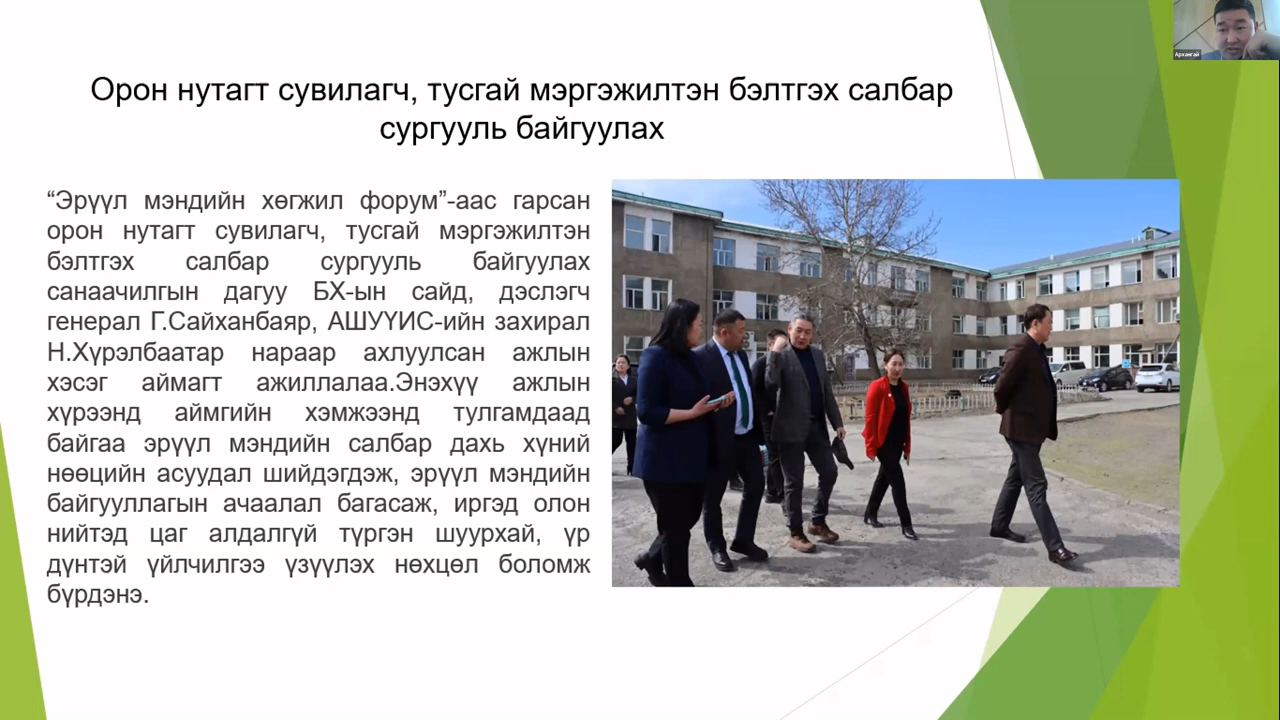 Архангай
Орон нутагт сувилагч, тусгай мэргэжилтэн бэлтгэх салбар
сургууль байгуулах
“Эрүүл мэндийн хөгжил форум”-аас гарсан
орон нутагт сувилагч, тусгай мэргэжилтэн
бэлтгэх салбар сургууль байгуулах
санаачилгын дагуу БХ-ын сайд, дэслэгч
генерал Г.Сайханбаяр, АШУҮИС-ийн захирал
Н.Хүрэлбаатар нараар ахлуулсан ажлын
хэсэг аймагт ажиллалаа.Энэхүү ажлын
хүрээнд аймгийн хэмжээнд тулгамдаад
байгаа эрүүл мэндийн салбар дахь хүний
нөөцийн асуудал шийдэгдэж, эрүүл мэндийн
байгууллагын ачаалал багасаж, иргэд олон
нийтэд цаг алдалгүй түргэн шуурхай, үр
дүнтэй үйлчилгээ үзүүлэх нөхцөл боломж
бүрдэнэ.